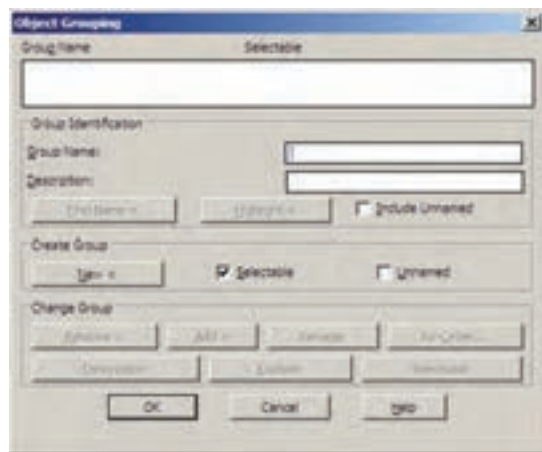 Object Grouping
Group Name Selectable
Group Identification
Group Name:
Description:
Find Name < Highlight < Include Unnamed
Create Group
New < Selectable Unnamed
Change Group
Remove < Add < Rename Re-Order...
Description Explode Selectable
OK Cancel Help